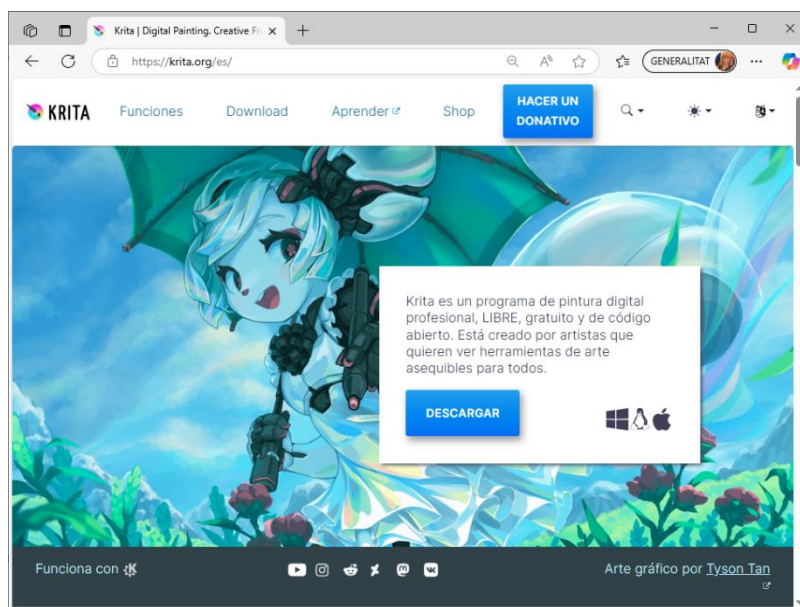 Krita | Digital Painting. Creative Fr
https://krita.org/es/
GENERALITAT
KRITA
Funciones
Download
Aprender
Shop
HACER UN
DONATIVO
Krita es un programa de pintura digital
profesional, LIBRE, gratuito y de código
abierto. Está creado por artistas que
quieren ver herramientas de arte
asequibles para todos.
DESCARGAR
Funciona con
Arte gráfico por Tyson Tan